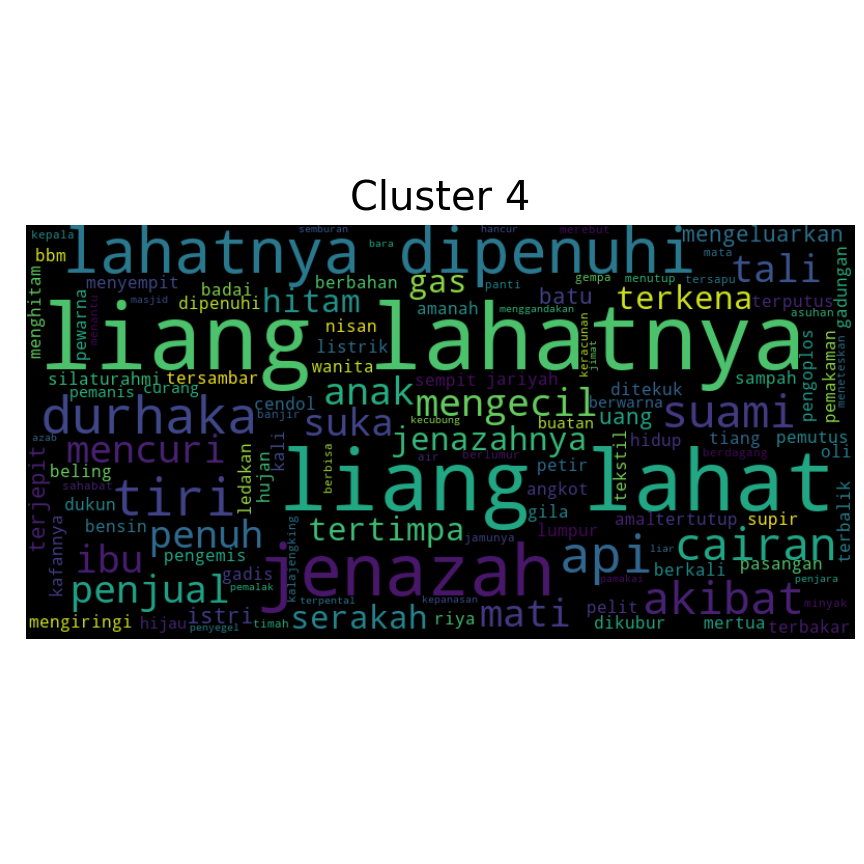 Cluster 4
kepala
semburan
hancur
merebut
mengeluarkan
lahatnya dipenuhi
bara
mata
bbm
menyempit
badai
berbahan
gas
panti
gempa
menutup
tersapu
tali
gadungan
menghitam
pewarna
menantu
masjid
dipenuhi
hitam
amanah
menggandakan
batu
terkena
terputus
asuhan
liang lahatnya
nisan
listrik
wanita
keracunan
jimat
silaturahmi
curang
tersambar
pemanis
sempit
jariyah
ditekuk
sampah
pengoplos
pemakaman
meneteskan
durhaka
cendol
banjir
suka
anak
mengecil
kecubung
buatan
berwarna
uang
suami
azab
mencuri
kali
jenazahnya
hidup
tiang
pemutus
oli
terjepit
beling
ledakan
hujan
berbisa
air
berlumur
petir
tekstil
berdagang
sahabat
tiri
liang lahat
angkot
dukun
gila
kafannya
bensin
penuh
tertimpa
jamunya
lumpur
amaltertutup
supir
terbalik
ibu
pengemis
kalajengking
jenazah
api
liar
cairan
berkali
pasangan
penjual
gadis
pemalak
terpental
kepanasan
pamakai
penjara
akibat
minyak
mengiringi
hijau
istri
penyegel
timah
serakah
riya
mati
pelit
dikubur
mertua
terbakar